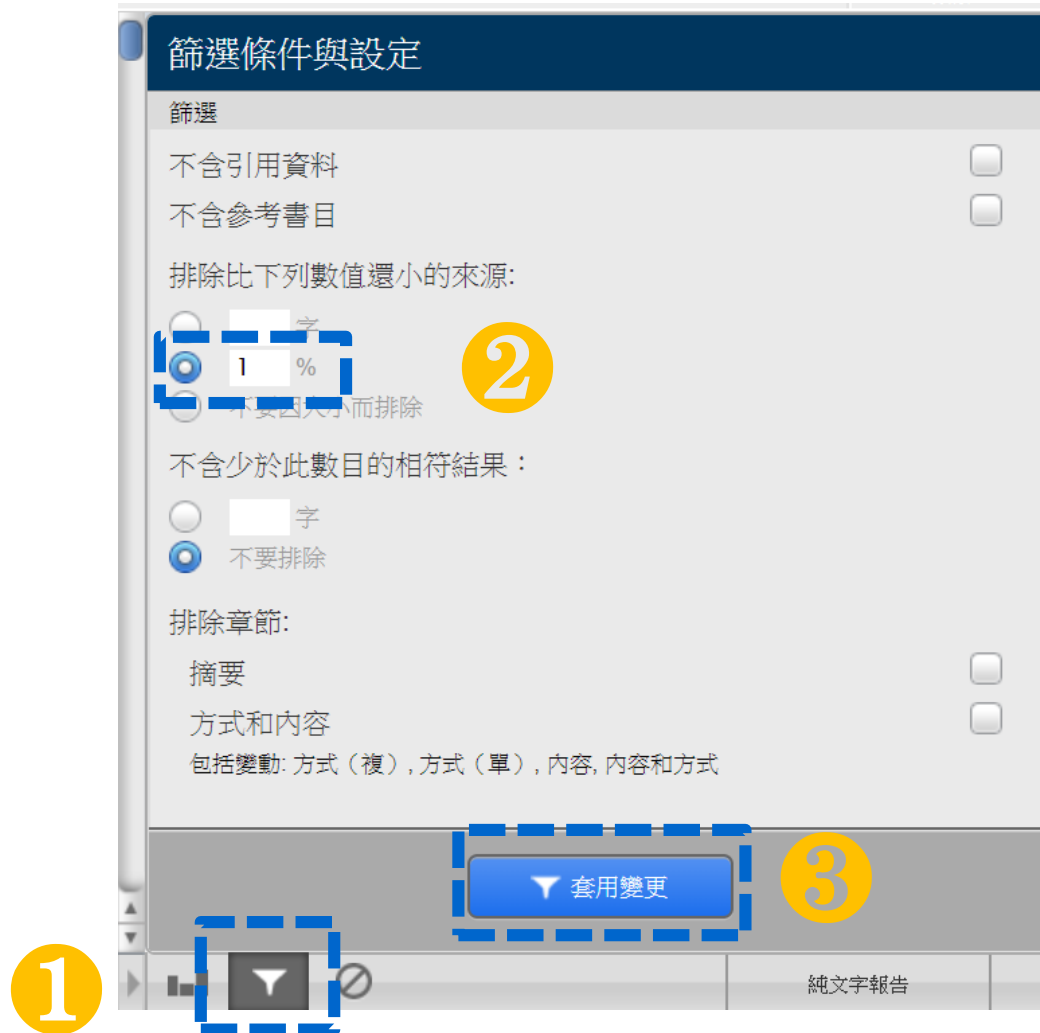 篩選條件與設定
篩選
不含引用資料
不含參考書目
排除比下列數值還小的來源:
字
1 %
2
不要因大小而排除
不含少於此數目的相符結果：
字
不要排除
排除章節:
摘要
方式和內容
包括變動: 方式（複）, 方式（單）, 內容, 內容和方式
套用變更
3
1
純文字報告